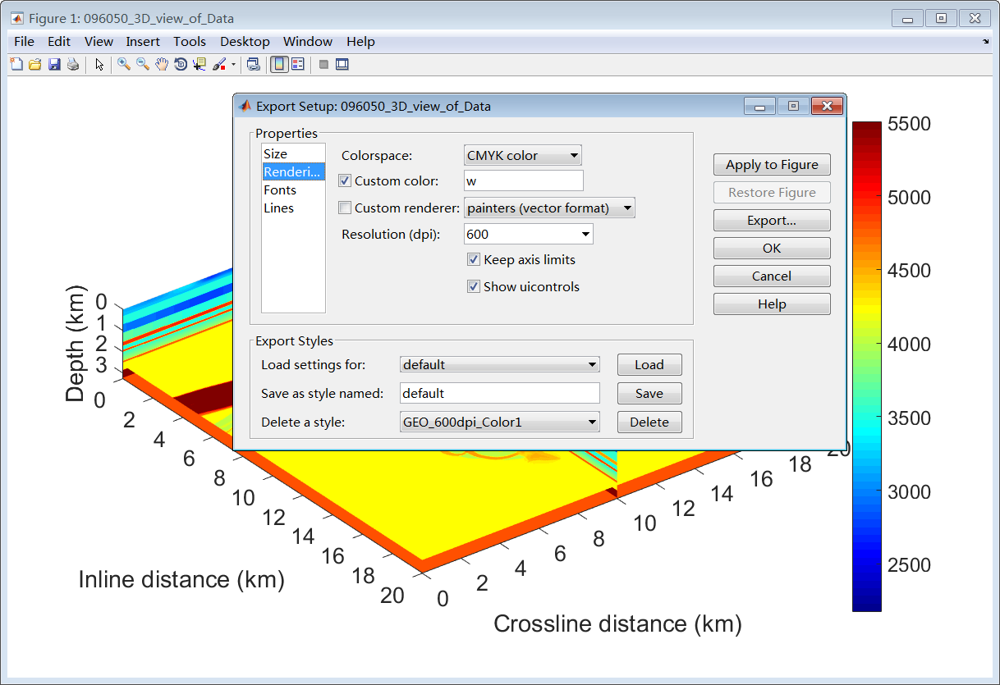 Figure 1: 096050_3D_view_of_Data
File Edit View Insert Tools Desktop Window Help
Export Setup: 096050_3D_view_of_Data
Properties
Size
Renderi...
Fonts
Lines
Colorspace: CMYK color
Custom color: w
Custom renderer: painters (vector format)
Resolution (dpi): 600
Keep axis limits
Show uicontrols
Apply to Figure
Restore Figure
Export...
OK
Cancel
Help
Export Styles
Load settings for: default Load
Save as style named: default Save
Delete a style: GEO_600dpi_Color1 Delete
5500
5000
4500
4000
3500
3000
2500
Depth (km)
0
1
2
3
0
2
4
6
8
10
12
14
16
18
20
Inline distance (km)
0
2
4
6
8
10
12
14
16
18
20
Crossline distance (km)